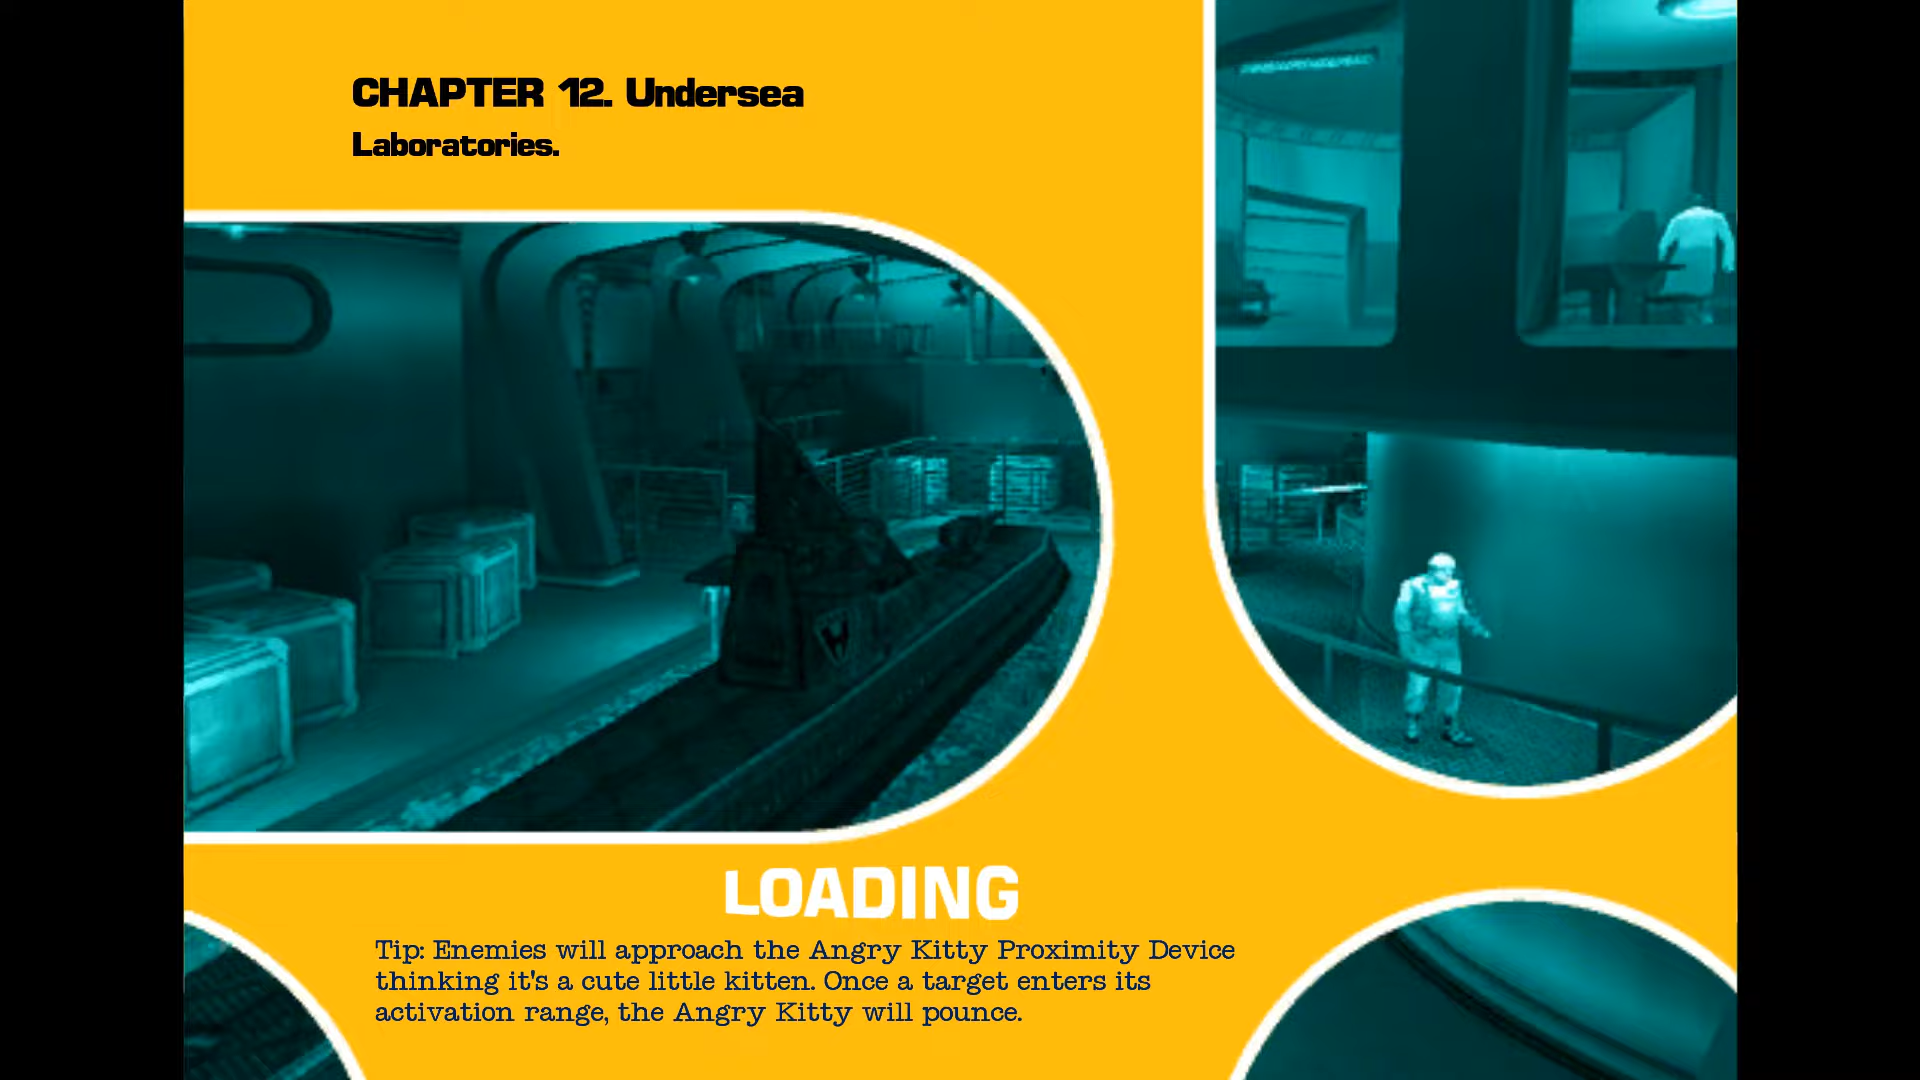 CHAPTER 12. Undersea
Laboratories.
LOADING
Tip: Enemies will approach the Angry Kitty Proximity Device
thinking it's a cute little kitten. Once a target enters its
activation range, the Angry Kitty will pounce.